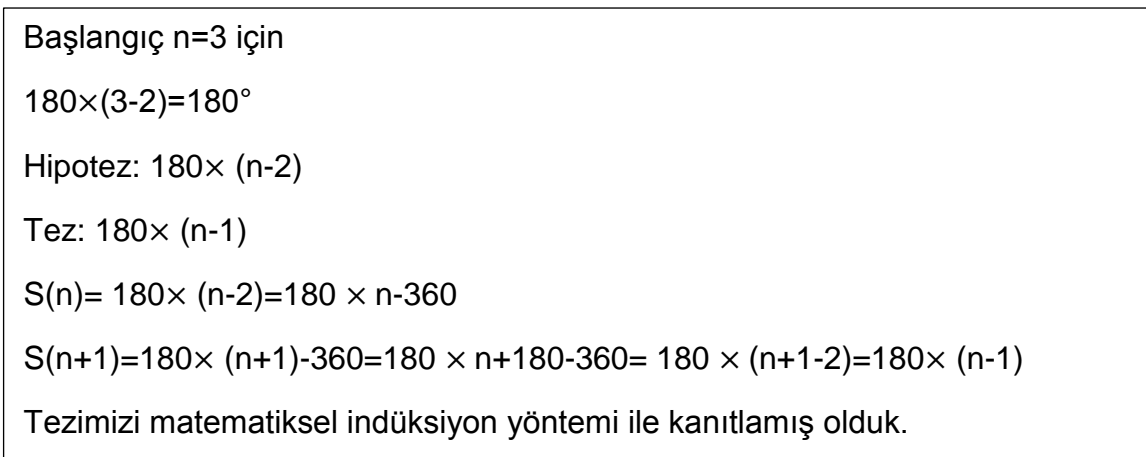 Başlangıç n=3 için
180×(3-2)=180°
Hipotez: 180× (n-2)
Tez: 180× (n-1)
S(n)= 180× (n-2)=180 × n-360
S(n+1)=180× (n+1)-360=180 × n+180-360= 180 × (n+1-2)=180× (n-1)
Tezimizi matematiksel indüksiyon yöntemi ile kanıtlamış olduk.